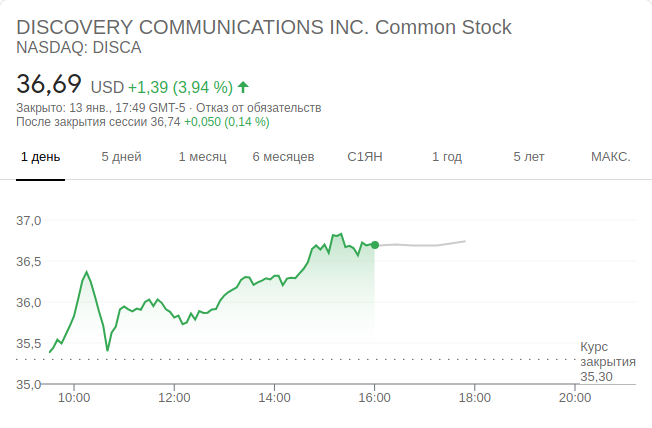 DISCOVERY COMMUNICATIONS INC. Common Stock
NASDAQ: DISCA
36,69 USD +1,39 (3,94 %) ↑
Закрыто: 13 янв., 17:49 GMT-5 · Отказ от обязательств
После закрытия сессии 36,74 +0,050 (0,14 %)
1 день 5 дней 1 месяц 6 месяцев С1ЯН 1 год 5 лет МАКС.
37,0
36,5
36,0
35,5
35,0
Курс
закрытия
35,30
10:00 12:00 14:00 16:00 18:00 20:00